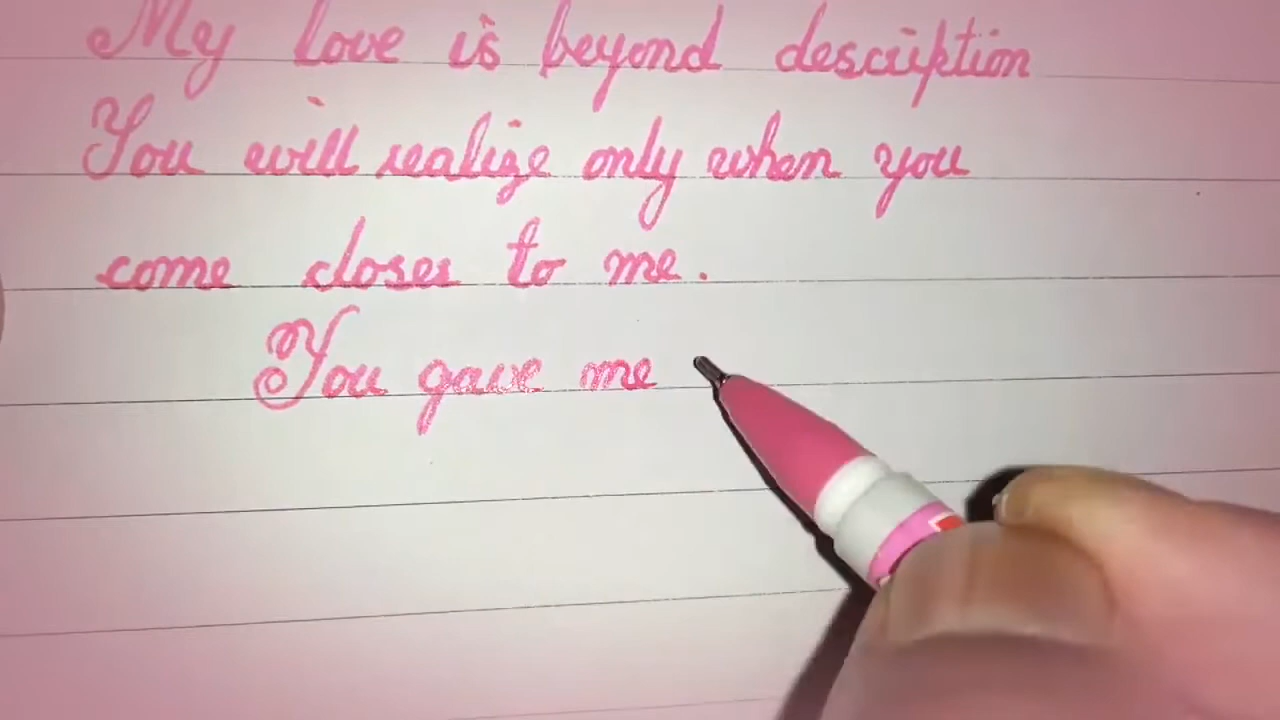 My love is beyond description
You will realize only when you
come closer to me.
You gave me